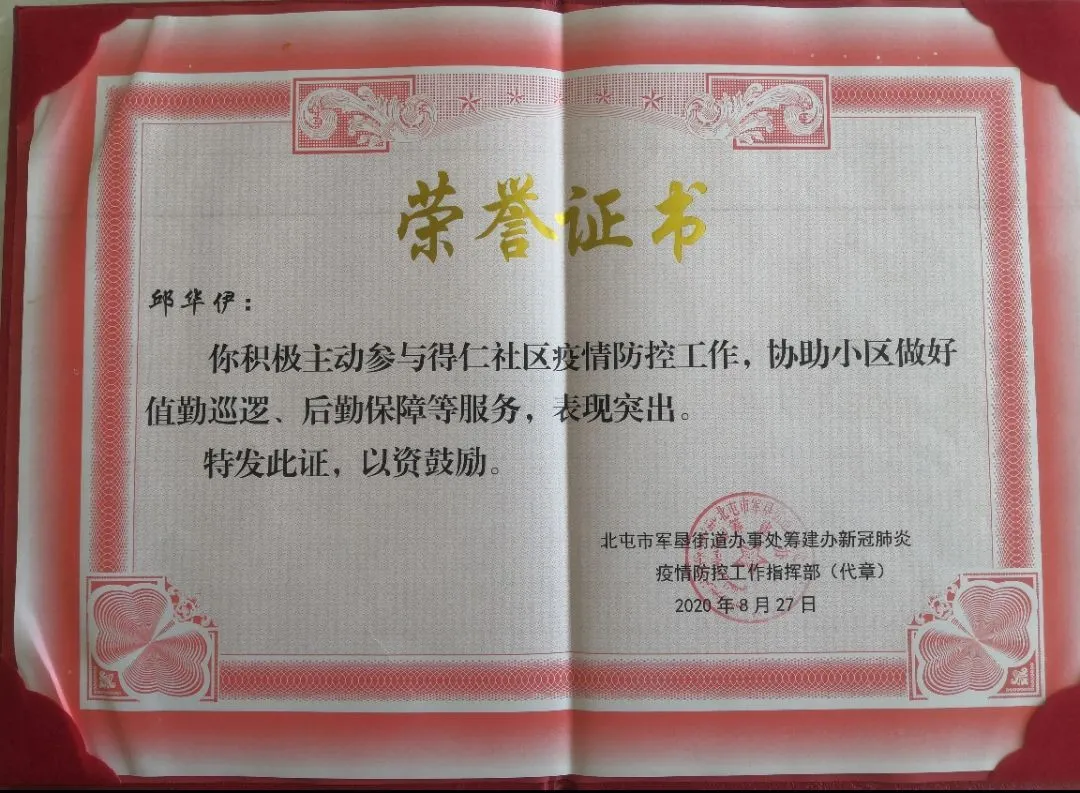 荣誉证书
邱华伊：
你积极主动参与得仁社区疫情防控工作，协助小区做好
值勤巡逻、后勤保障等服务，表现突出。
特发此证，以资鼓励。
北屯市军垦街道办事处筹建办新冠肺炎
疫情防控工作指挥部（代章）
2020年8月27日